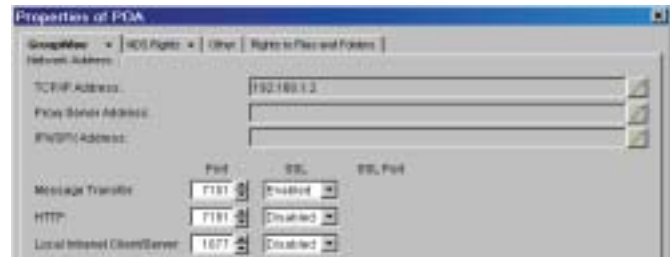 Properties of POA
GroupWise NDS Rights Other Rights to Files and Folders
Network Address
TCP/IP Address:
192.168.1.2
Proxy Server Address:
IPX/SPX Address:
Port SSL SSL Port
Message Transfer 7101 Enabled
HTTP 7181 Disabled
Local Intranet Client/Server 1677 Disabled